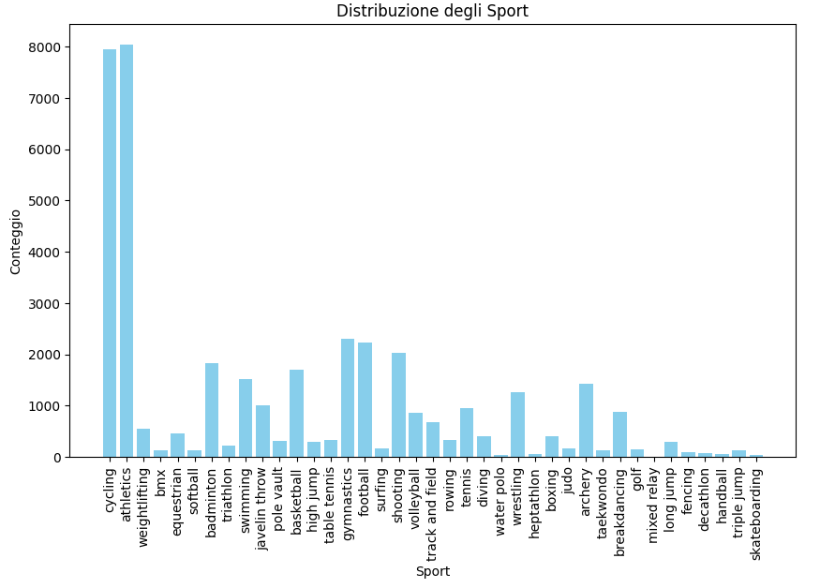 Distribuzione degli Sport
8000
7000
6000
5000
4000
3000
2000
1000
0
Conteggio
cycling
athletics
weightlifting
bmx
equestrian
softball
badminton
triathlon
swimming
javelin throw
pole vault
basketball
high jump
table tennis
gymnastics
football
surfing
shooting
volleyball
track and field
rowing
tennis
diving
water polo
wrestling
heptathlon
boxing
judo
archery
taekwondo
breakdancing
golf
mixed relay
long jump
fencing
decathlon
handball
triple jump
skateboarding
Sport